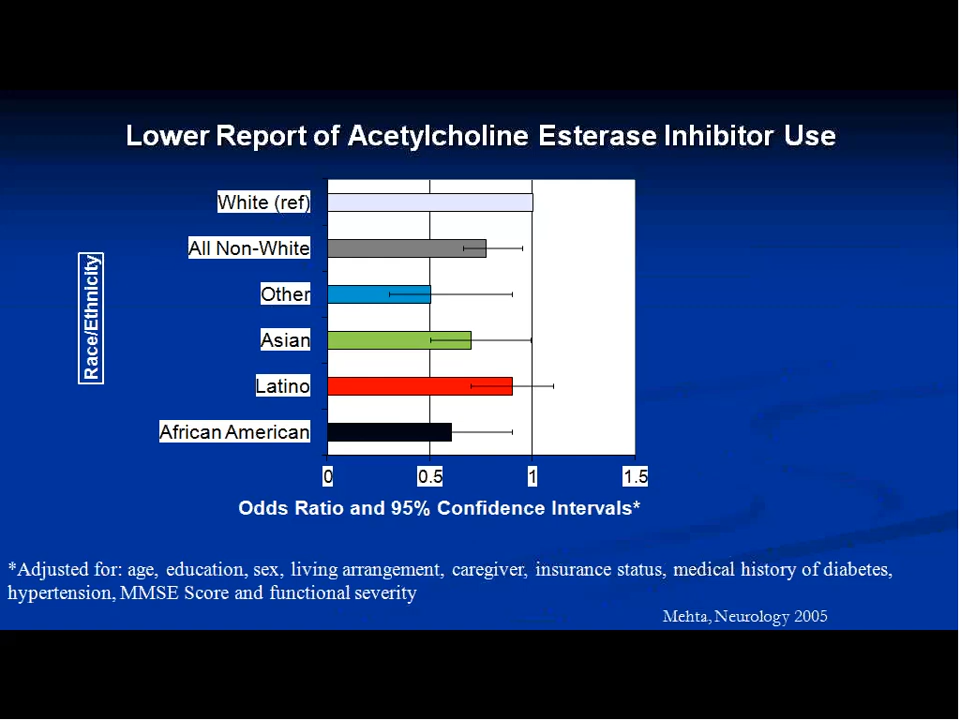 Lower Report of Acetylcholine Esterase Inhibitor Use
White (ref)
All Non-White
Other
Asian
Latino
African American
Race/Ethnicity
0 0.5 1 1.5
Odds Ratio and 95% Confidence Intervals*
*Adjusted for: age, education, sex, living arrangement, caregiver, insurance status, medical history of diabetes,
hypertension, MMSE Score and functional severity
Mehta, Neurology 2005